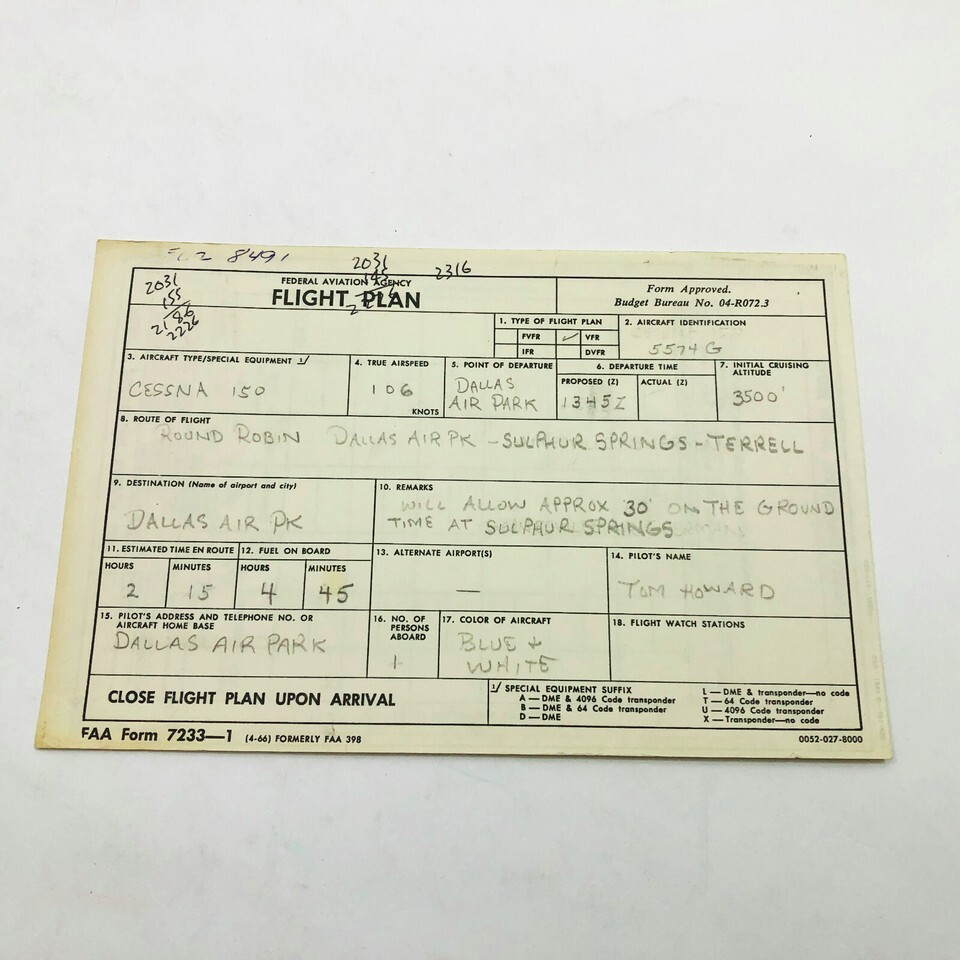 8491
2031
2316
2031
155
2186
2226
FEDERAL AVIATION AGENCY
FLIGHT PLAN
Form Approved.
Budget Bureau No. 04-R072.3
1. TYPE OF FLIGHT PLAN
FVFR ✓ VFR
IFR DVFR
2. AIRCRAFT IDENTIFICATION
5574G
3. AIRCRAFT TYPE/SPECIAL EQUIPMENT 1/
CESSNA 150
4. TRUE AIRSPEED
106
KNOTS
5. POINT OF DEPARTURE
DALLAS
AIR PARK
6. DEPARTURE TIME
PROPOSED (Z) ACTUAL (Z)
1345Z
7. INITIAL CRUISING
ALTITUDE
3500'
8. ROUTE OF FLIGHT
ROUND ROBIN DALLAS AIR PK - SULPHUR SPRINGS - TERRELL
9. DESTINATION (Name of airport and city)
DALLAS AIR PK
10. REMARKS
WILL ALLOW APPROX 30' ON THE GROUND
TIME AT SULPHUR SPRINGS
11. ESTIMATED TIME EN ROUTE
HOURS MINUTES
2 15
12. FUEL ON BOARD
HOURS MINUTES
4 45
13. ALTERNATE AIRPORT(S)
—
14. PILOT'S NAME
TOM HOWARD
15. PILOT'S ADDRESS AND TELEPHONE NO. OR
AIRCRAFT HOME BASE
DALLAS AIR PARK
16. NO. OF
PERSONS
ABOARD
1
17. COLOR OF AIRCRAFT
BLUE +
WHITE
18. FLIGHT WATCH STATIONS
CLOSE FLIGHT PLAN UPON ARRIVAL
1/ SPECIAL EQUIPMENT SUFFIX
A — DME & 4096 Code transponder
B — DME & 64 Code transponder
D — DME
L — DME & transponder—no code
T — 64 Code transponder
U — 4096 Code transponder
X — Transponder—no code
FAA Form 7233—1 (4-66) FORMERLY FAA 398
0052-027-8000